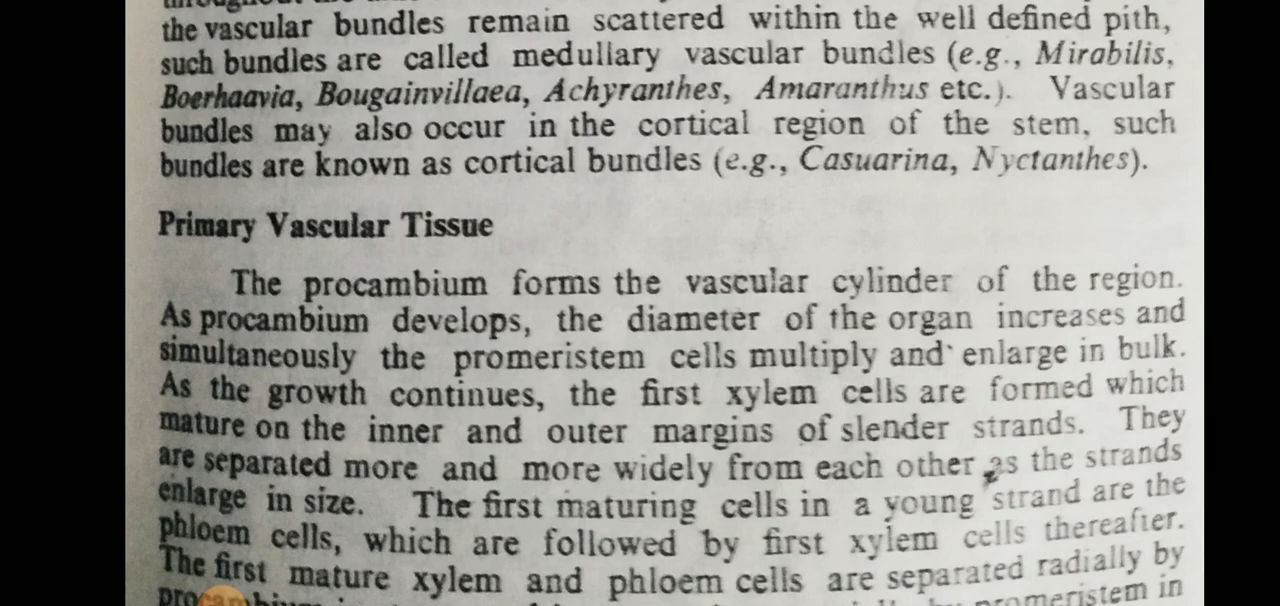 the vascular bundles remain scattered within the well defined pith,
such bundles are called medullary vascular bundles (e.g., Mirabilis,
Boerhaavia, Bougainvillaea, Achyranthes, Amaranthus etc.). Vascular
bundles may also occur in the cortical region of the stem, such
bundles are known as cortical bundles (e.g., Casuarina, Nyctanthes).
Primary Vascular Tissue
The procambium forms the vascular cylinder of the region.
As procambium develops, the diameter of the organ increases and
simultaneously the promeristem cells multiply and enlarge in bulk.
As the growth continues, the first xylem cells are formed which
mature on the inner and outer margins of slender strands. They
are separated more and more widely from each other as the strands
enlarge in size. The first maturing cells in a young strand are the
phloem cells, which are followed by first xylem cells thereafter.
The first mature xylem and phloem cells are separated radially by
promeristem in